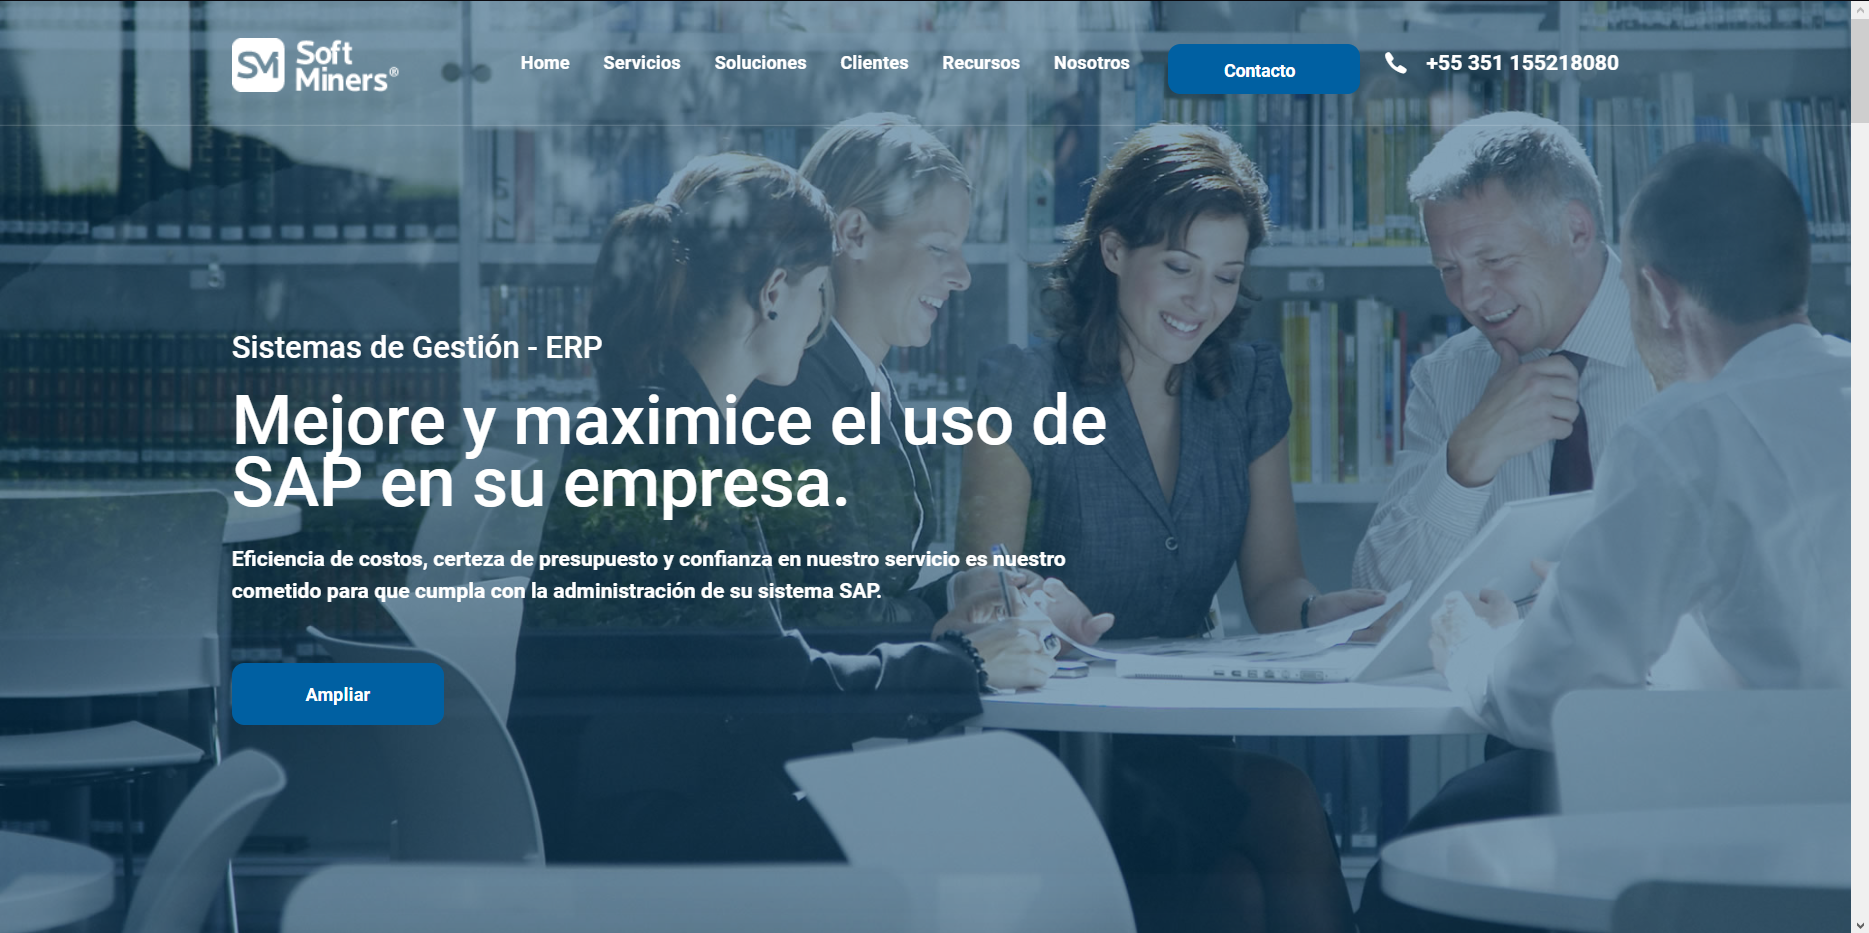 SM Soft
Miners®
Home Servicios Soluciones Clientes Recursos Nosotros Contacto +55 351 155218080
Sistemas de Gestión - ERP
Mejore y maximice el uso de
SAP en su empresa.
Eficiencia de costos, certeza de presupuesto y confianza en nuestro servicio es nuestro
cometido para que cumpla con la administración de su sistema SAP.
Ampliar